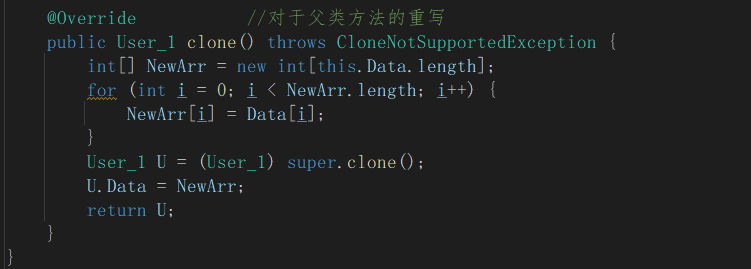 @Override //对于父类方法的重写
public User_1 clone() throws CloneNotSupportedException {
int[] NewArr = new int[this.Data.length];
for (int i = 0; i < NewArr.length; i++) {
NewArr[i] = Data[i];
}
User_1 U = (User_1) super.clone();
U.Data = NewArr;
return U;
}
}